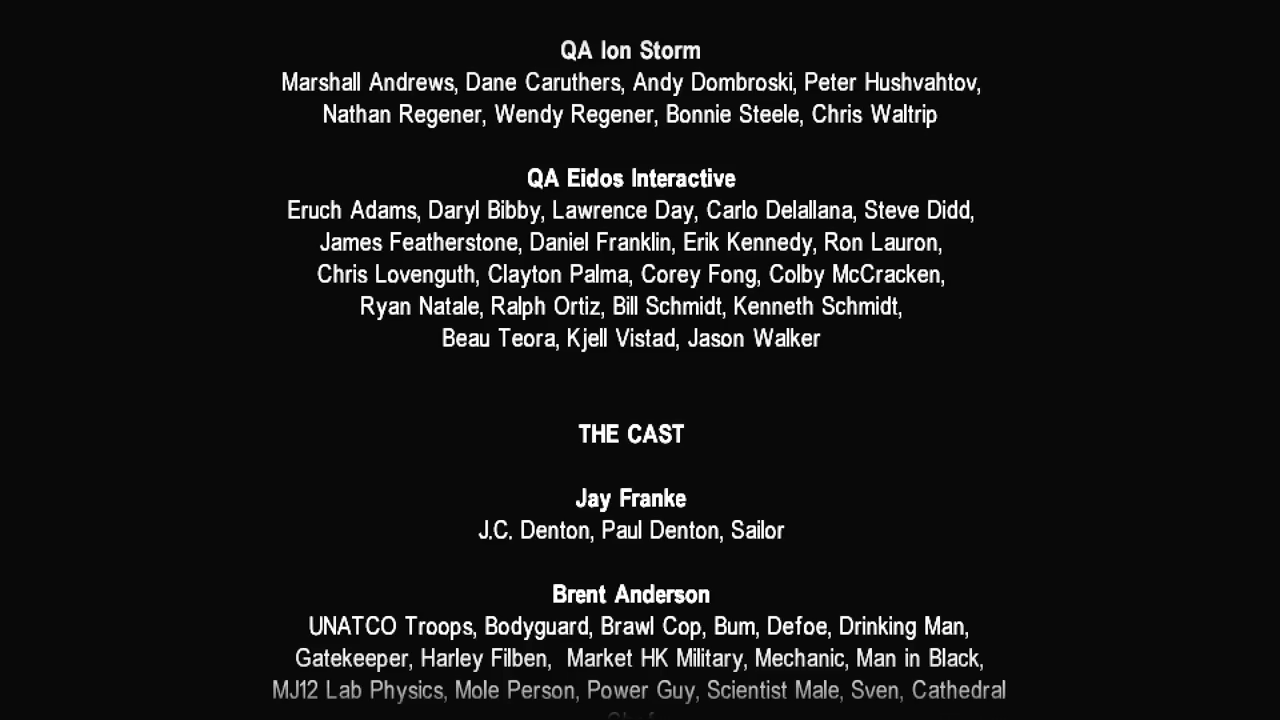 QA Ion Storm
Marshall Andrews, Dane Caruthers, Andy Dombroski, Peter Hushvahtov,
Nathan Regener, Wendy Regener, Bonnie Steele, Chris Waltrip
QA Eidos Interactive
Eruch Adams, Daryl Bibby, Lawrence Day, Carlo Delallana, Steve Didd,
James Featherstone, Daniel Franklin, Erik Kennedy, Ron Lauron,
Chris Lovenguth, Clayton Palma, Corey Fong, Colby McCracken,
Ryan Natale, Ralph Ortiz, Bill Schmidt, Kenneth Schmidt,
Beau Teora, Kjell Vistad, Jason Walker
THE CAST
Jay Franke
J.C. Denton, Paul Denton, Sailor
Brent Anderson
UNATCO Troops, Bodyguard, Brawl Cop, Bum, Defoe, Drinking Man,
Gatekeeper, Harley Filben,  Market HK Military, Mechanic, Man in Black,
MJ12 Lab Physics, Mole Person, Power Guy, Scientist Male, Sven, Cathedral